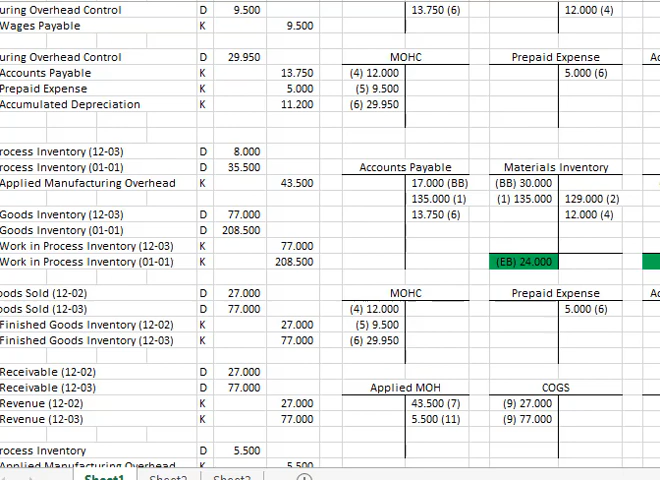 uring Overhead Control D 9.500 13.750 (6) 12.000 (4)
Wages Payable K 9.500
uring Overhead Control D 29.950 MOHC Prepaid Expense Ac
Accounts Payable K 13.750 (4) 12.000 5.000 (6)
Prepaid Expense K 5.000 (5) 9.500
Accumulated Depreciation K 11.200 (6) 29.950
rocess Inventory (12-03) D 8.000
rocess Inventory (01-01) D 35.500 Accounts Payable Materials Inventory
Applied Manufacturing Overhead K 43.500 17.000 (BB) (BB) 30.000
135.000 (1) (1) 135.000 129.000 (2)
Goods Inventory (12-03) D 77.000 13.750 (6) 12.000 (4)
Goods Inventory (01-01) D 208.500
Work in Process Inventory (12-03) K 77.000
Work in Process Inventory (01-01) K 208.500 (EB) 24.000
oods Sold (12-02) D 27.000 MOHC Prepaid Expense Ac
oods Sold (12-03) D 77.000 (4) 12.000 5.000 (6)
Finished Goods Inventory (12-02) K 27.000 (5) 9.500
Finished Goods Inventory (12-03) K 77.000 (6) 29.950
Receivable (12-02) D 27.000
Receivable (12-03) D 77.000 Applied MOH COGS
Revenue (12-02) K 27.000 43.500 (7) (9) 27.000
Revenue (12-03) K 77.000 5.500 (11) (9) 77.000
rocess Inventory D 5.500
Applied Manufacturing Overhead K 5.500
Sheet1 Sheet2 Sheet3